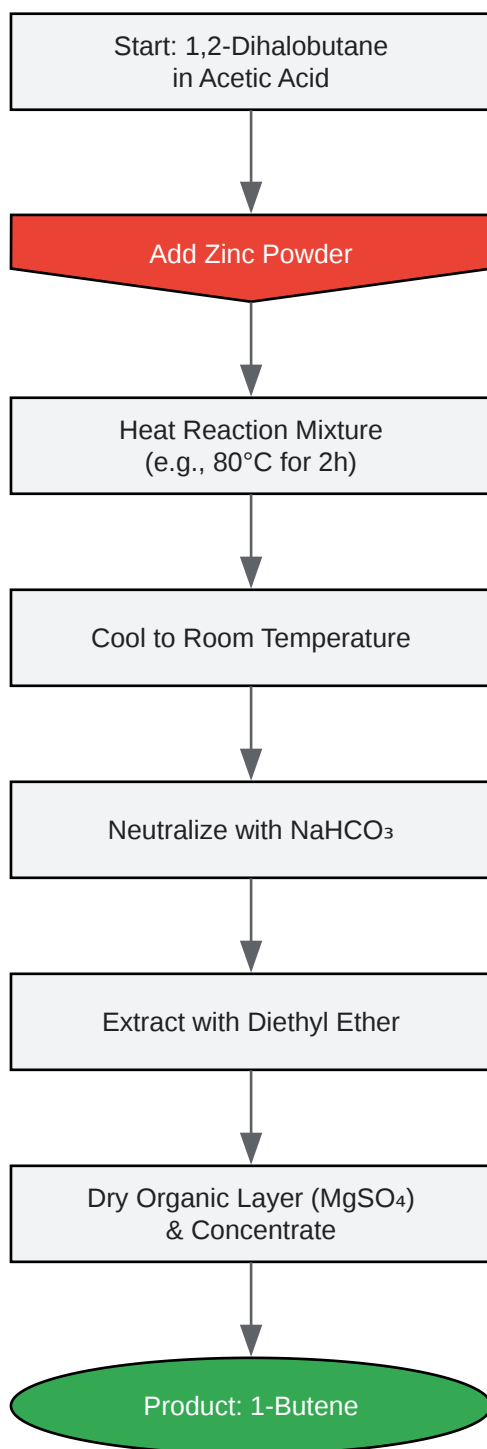 Start: 1,2-Dihalobutane
in Acetic Acid
Add Zinc Powder
Heat Reaction Mixture
(e.g., 80°C for 2h)
Cool to Room Temperature
Neutralize with NaHCO₃
Extract with Diethyl Ether
Dry Organic Layer (MgSO₄)
& Concentrate
Product: 1-Butene